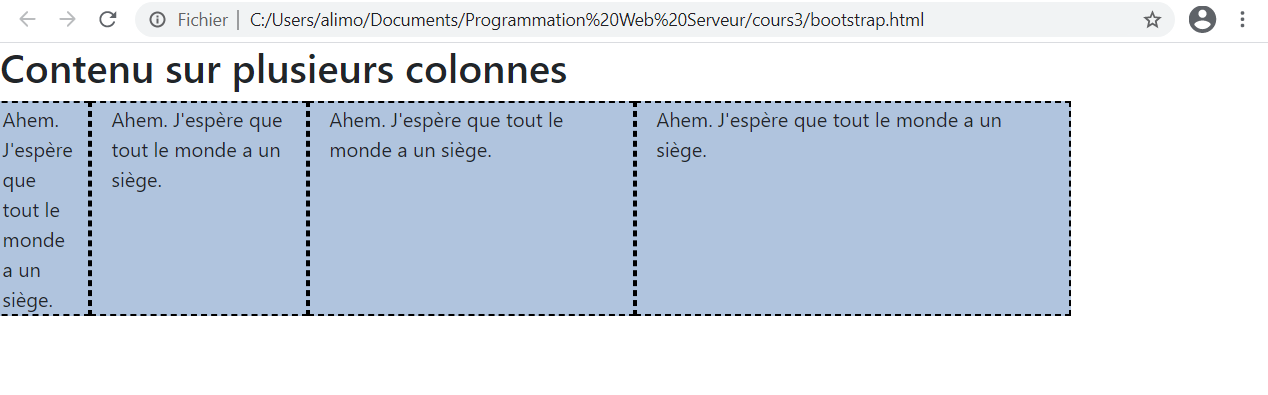 Fichier | C:/Users/alimo/Documents/Programmation%20Web%20Serveur/cours3/bootstrap.html
Contenu sur plusieurs colonnes
Ahem.
J'espère
que
tout le
monde
a un
siège.
Ahem. J'espère que
tout le monde a un
siège.
Ahem. J'espère que tout le
monde a un siège.
Ahem. J'espère que tout le monde a un
siège.